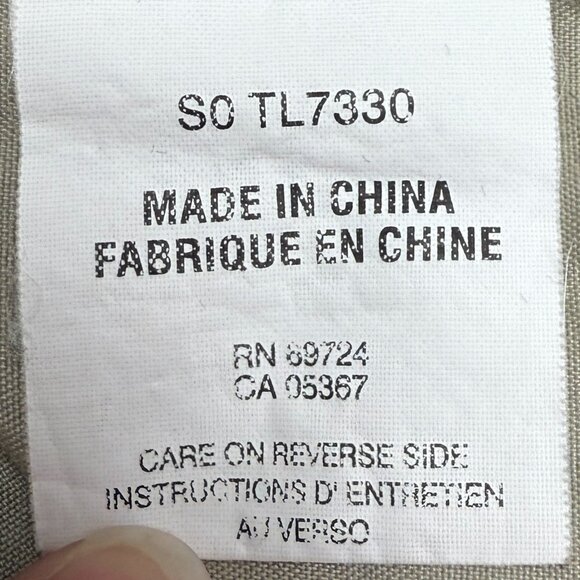 S0 TL7330
MADE IN CHINA
FABRIQUE EN CHINE
RN 69724
CA 05367
CARE ON REVERSE SIDE
INSTRUCTIONS D' ENTRETIEN
AU VERSO